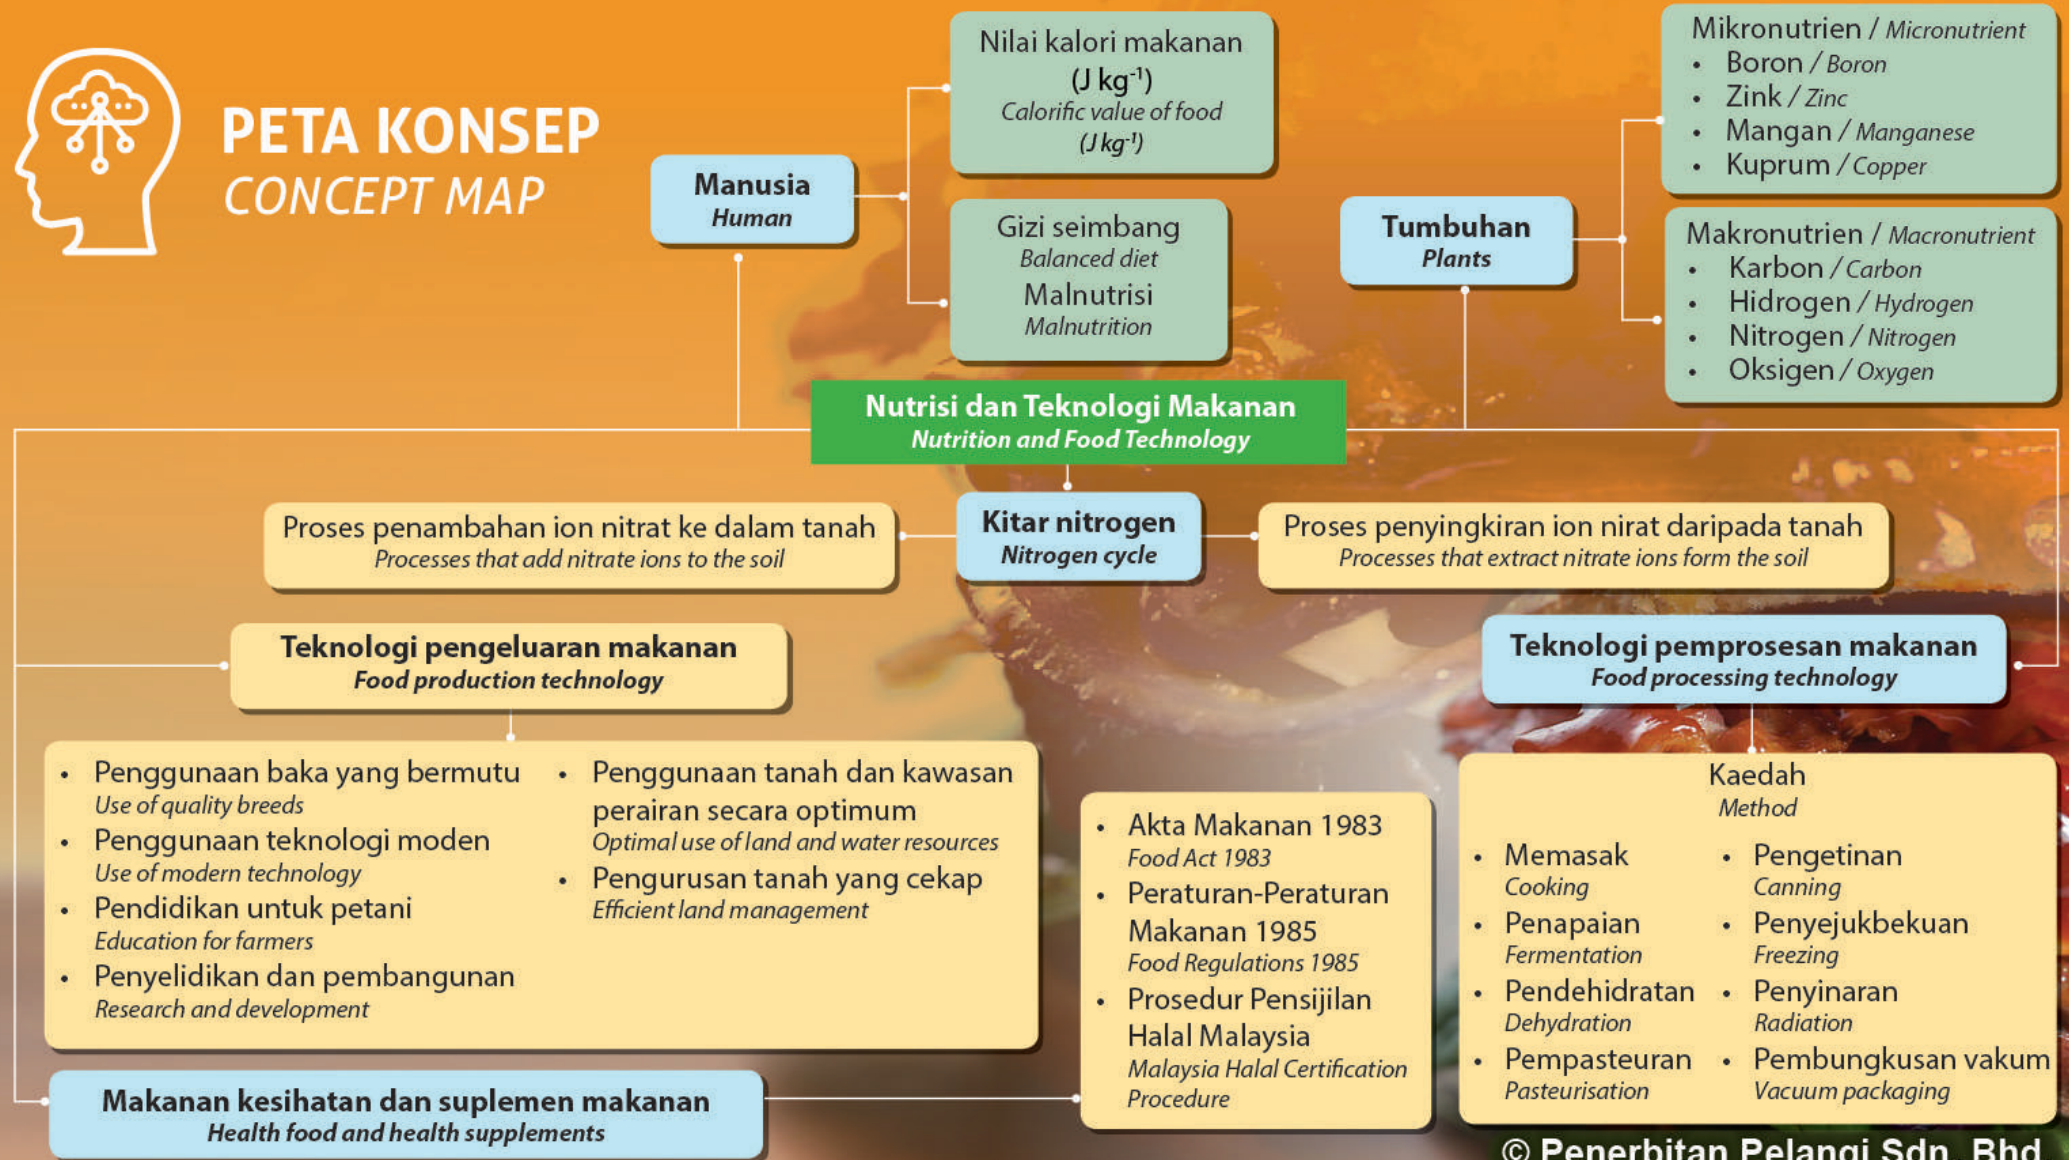 PETA KONSEP
CONCEPT MAP
Manusia
Human
Nilai kalori makanan
(J kg⁻¹)
Calorific value of food
(J kg⁻¹)
Gizi seimbang
Balanced diet
Malnutrisi
Malnutrition
Tumbuhan
Plants
Mikronutrien / Micronutrient
• Boron / Boron
• Zink / Zinc
• Mangan / Manganese
• Kuprum / Copper
Makronutrien / Macronutrient
• Karbon / Carbon
• Hidrogen / Hydrogen
• Nitrogen / Nitrogen
• Oksigen / Oxygen
Nutrisi dan Teknologi Makanan
Nutrition and Food Technology
Proses penambahan ion nitrat ke dalam tanah
Processes that add nitrate ions to the soil
Kitar nitrogen
Nitrogen cycle
Proses penyingkiran ion nirat daripada tanah
Processes that extract nitrate ions form the soil
Teknologi pengeluaran makanan
Food production technology
• Penggunaan baka yang bermutu
Use of quality breeds
• Penggunaan teknologi moden
Use of modern technology
• Pendidikan untuk petani
Education for farmers
• Penyelidikan dan pembangunan
Research and development
• Penggunaan tanah dan kawasan
perairan secara optimum
Optimal use of land and water resources
• Pengurusan tanah yang cekap
Efficient land management
Makanan kesihatan dan suplemen makanan
Health food and health supplements
• Akta Makanan 1983
Food Act 1983
• Peraturan-Peraturan
Makanan 1985
Food Regulations 1985
• Prosedur Pensijilan
Halal Malaysia
Malaysia Halal Certification
Procedure
Teknologi pemprosesan makanan
Food processing technology
Kaedah
Method
• Memasak
Cooking
• Penapaian
Fermentation
• Pendehidratan
Dehydration
• Pempasteuran
Pasteurisation
• Pengetinan
Canning
• Penyejukbekuan
Freezing
• Penyinaran
Radiation
• Pembungkusan vakum
Vacuum packaging
© Penerbitan Pelangi Sdn. Bhd.